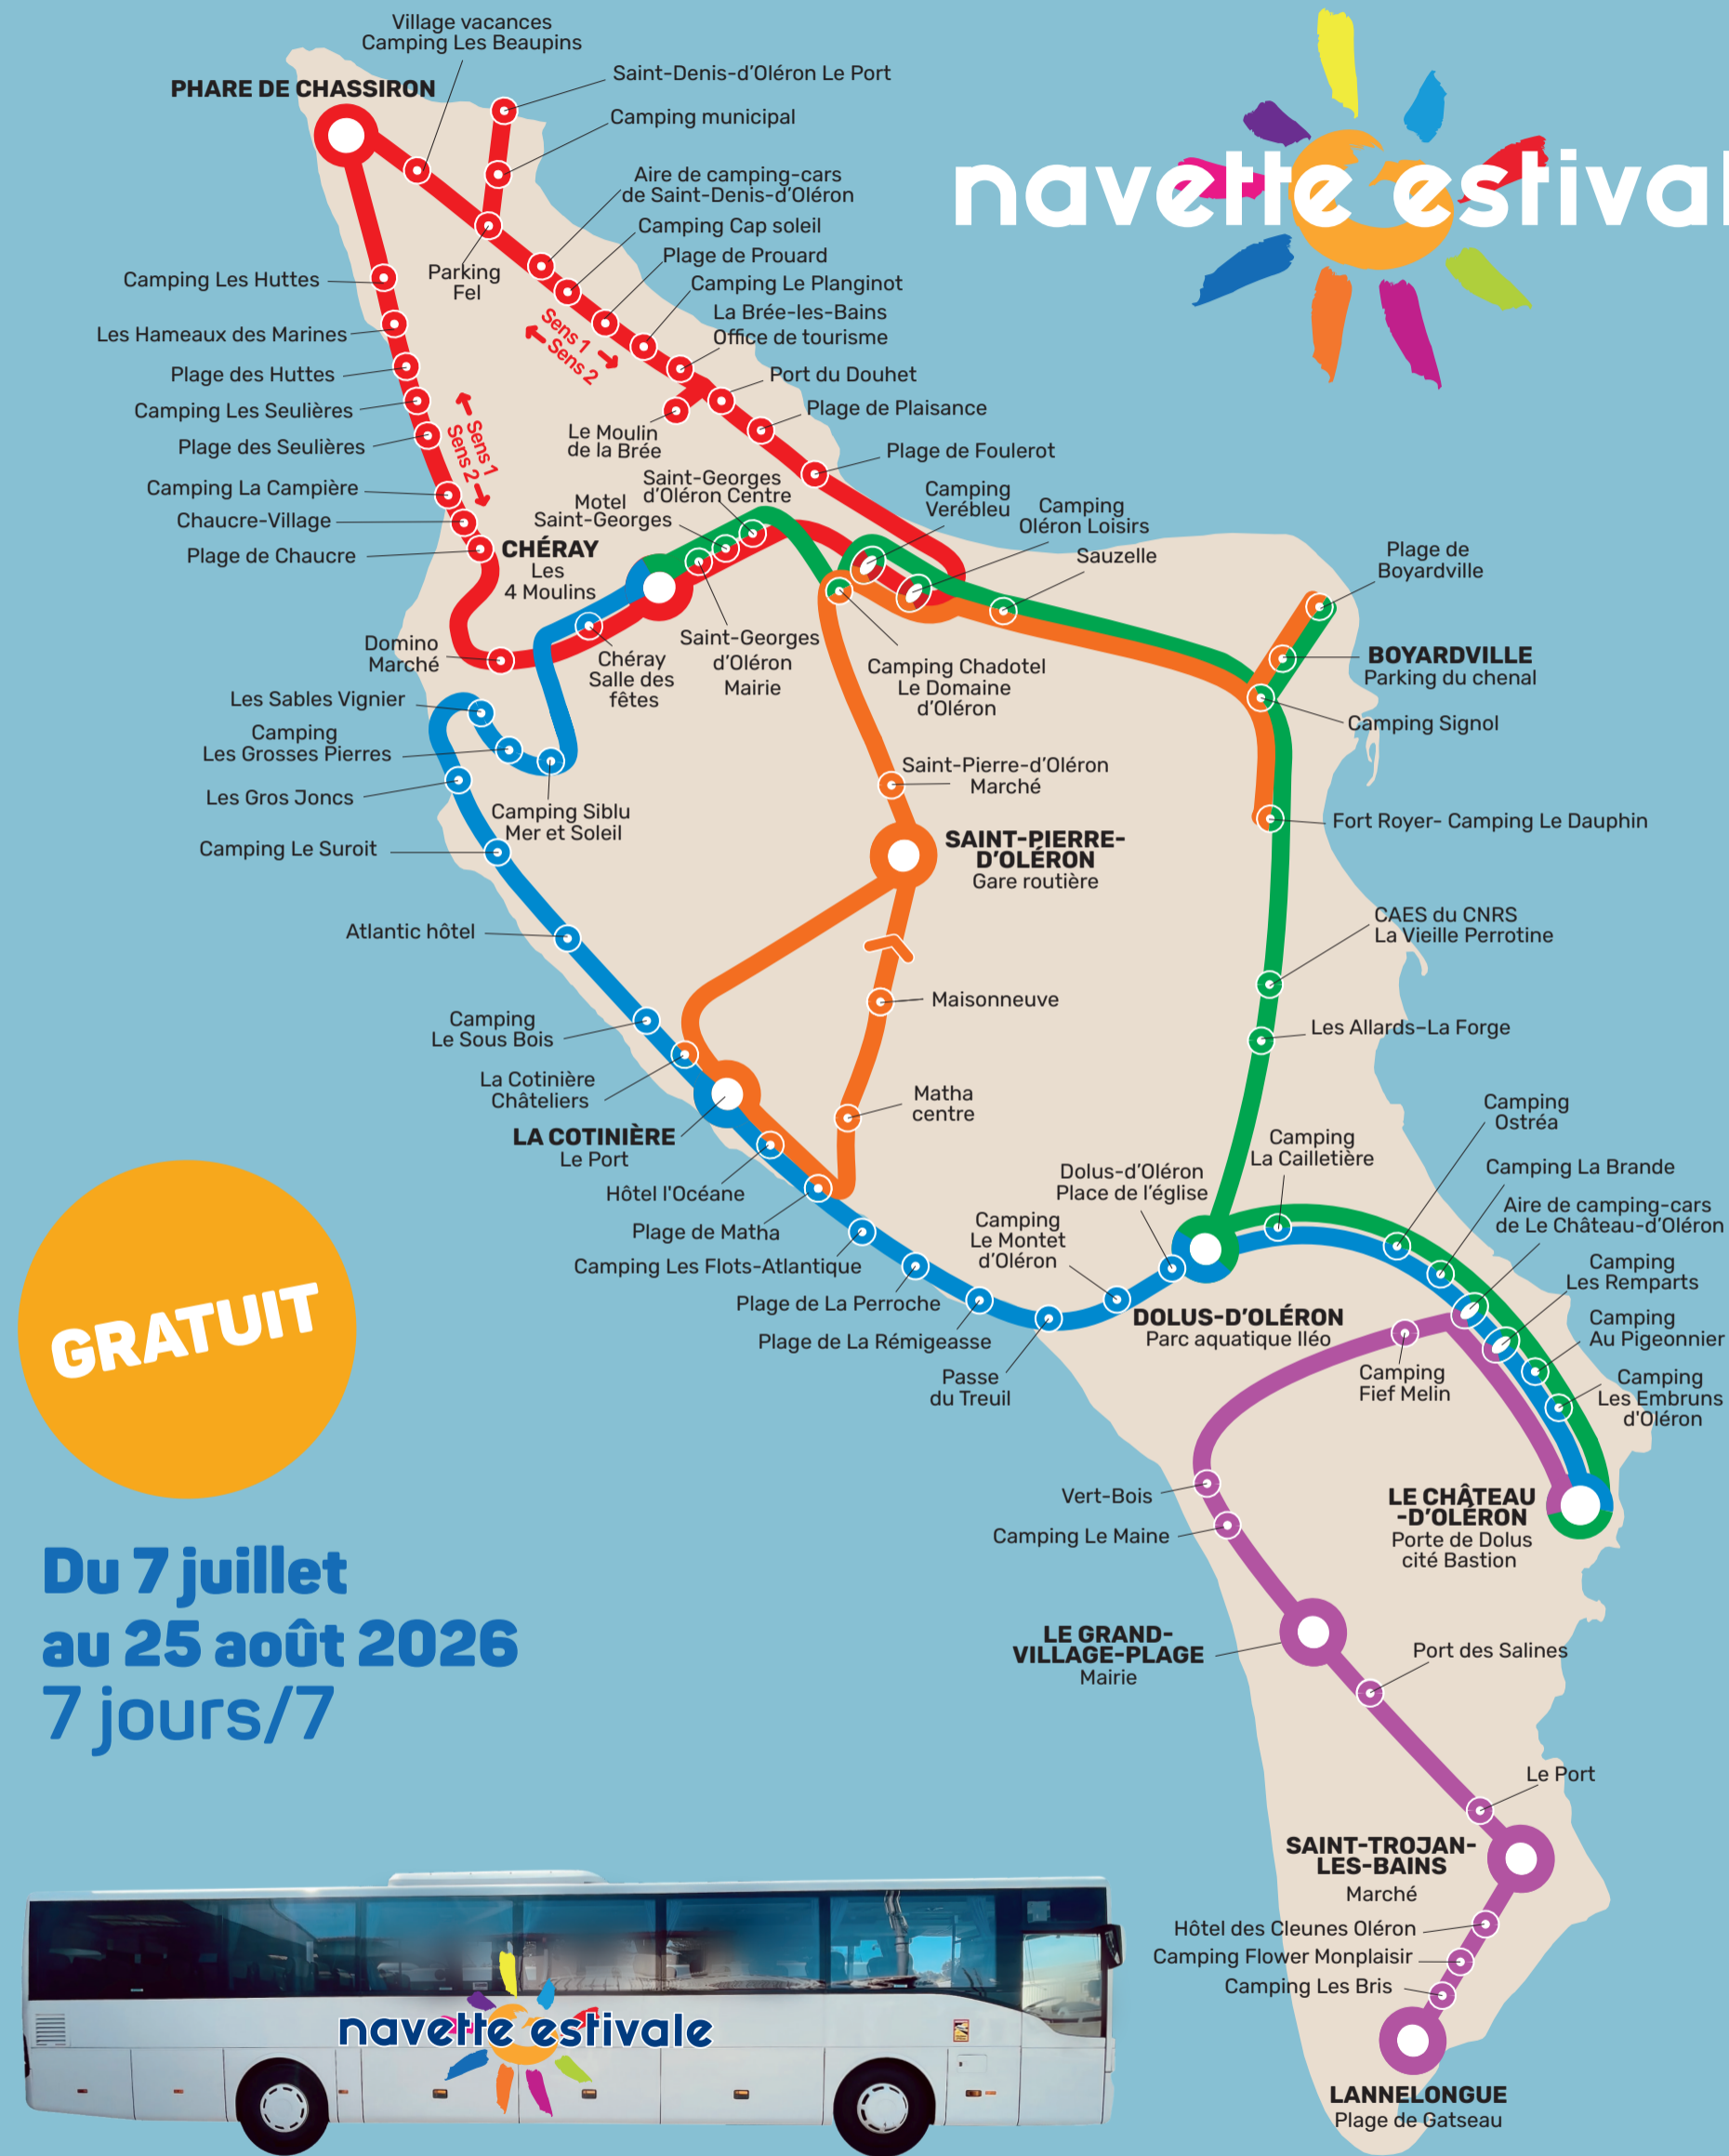 Village vacances
Camping Les Beaupins
PHARE DE CHASSIRON
Saint-Denis-d'Oléron Le Port
Camping municipal
Aire de camping-cars
de Saint-Denis-d'Oléron
Camping Cap soleil
Plage de Prouard
Camping Le Planginot
La Brée-les-Bains
Office de tourisme
Port du Douhet
Plage de Plaisance
Plage de Foulerot
Parking
Fel
Sens 1
Sens 2
navette estival
Camping Les Huttes
Les Hameaux des Marines
Plage des Huttes
Camping Les Seulières
Plage des Seulières
Camping La Campière
Chaucre-Village
Plage de Chaucre
Sens 1
Sens 2
Le Moulin
de la Brée
Saint-Georges
d'Oléron Centre
Motel
Saint-Georges
CHÉRAY
Les
4 Moulins
Camping
Verébleu
Camping
Oléron Loisirs
Sauzelle
Plage de
Boyardville
BOYARDVILLE
Parking du chenal
Camping Signol
Domino
Marché
Chéray
Salle des
fêtes
Saint-Georges
d'Oléron
Mairie
Camping Chadotel
Le Domaine
d'Oléron
Les Sables Vignier
Camping
Les Grosses Pierres
Les Gros Joncs
Camping Siblu
Mer et Soleil
Camping Le Suroit
Saint-Pierre-d'Oléron
Marché
SAINT-PIERRE-
D'OLÉRON
Gare routière
Fort Royer- Camping Le Dauphin
Atlantic hôtel
CAES du CNRS
La Vieille Perrotine
Maisonneuve
Les Allards-La Forge
Camping
Le Sous Bois
La Cotinière
Châteliers
LA COTINIÈRE
Le Port
Matha
centre
Hôtel l'Océane
Plage de Matha
Camping Les Flots-Atlantique
Plage de La Perroche
Plage de La Rémigeasse
Passe
du Treuil
Camping
Le Montet
d'Oléron
Dolus-d'Oléron
Place de l'église
Camping
La Cailletière
DOLUS-D'OLÉRON
Parc aquatique Iléo
Camping
Ostréa
Camping La Brande
Aire de camping-cars
de Le Château-d'Oléron
Camping
Les Remparts
Camping
Au Pigeonnier
Camping
Les Embruns
d'Oléron
Camping
Fief Melin
Vert-Bois
Camping Le Maine
LE CHÂTEAU
-D'OLÉRON
Porte de Dolus
cité Bastion
LE GRAND-
VILLAGE-PLAGE
Mairie
Port des Salines
Le Port
SAINT-TROJAN-
LES-BAINS
Marché
Hôtel des Cleunes Oléron
Camping Flower Monplaisir
Camping Les Bris
LANNELONGUE
Plage de Gatseau
GRATUIT
Du 7 juillet
au 25 août 2026
7 jours/7
navette estivale